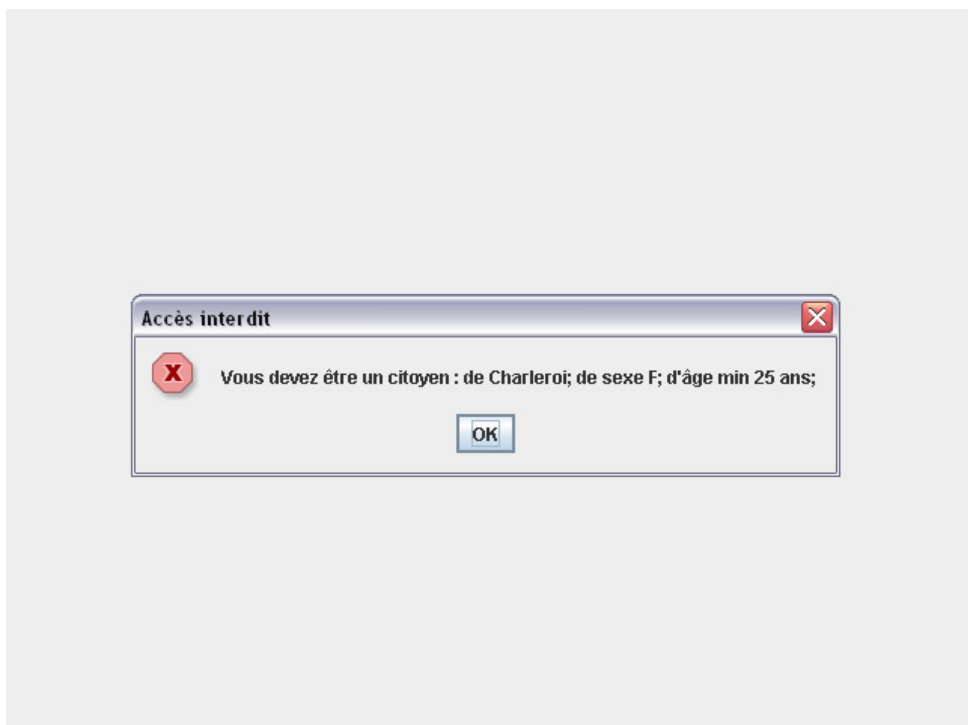 Accès interdit
Vous devez être un citoyen : de Charleroi; de sexe F; d'âge min 25 ans;
OK